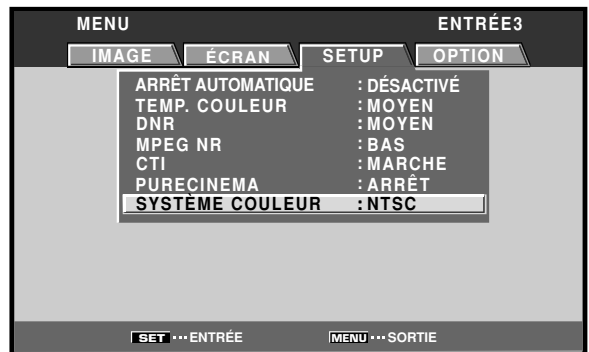 MENU ENTRÉE3
IMAGE ÉCRAN SETUP OPTION
ARRÊT AUTOMATIQUE : DÉSACTIVÉ
TEMP. COULEUR : MOYEN
DNR : MOYEN
MPEG NR : BAS
CTI : MARCHE
PURECINEMA : ARRÊT
SYSTÈME COULEUR : NTSC
SET ··· ENTRÉE MENU ··· SORTIE